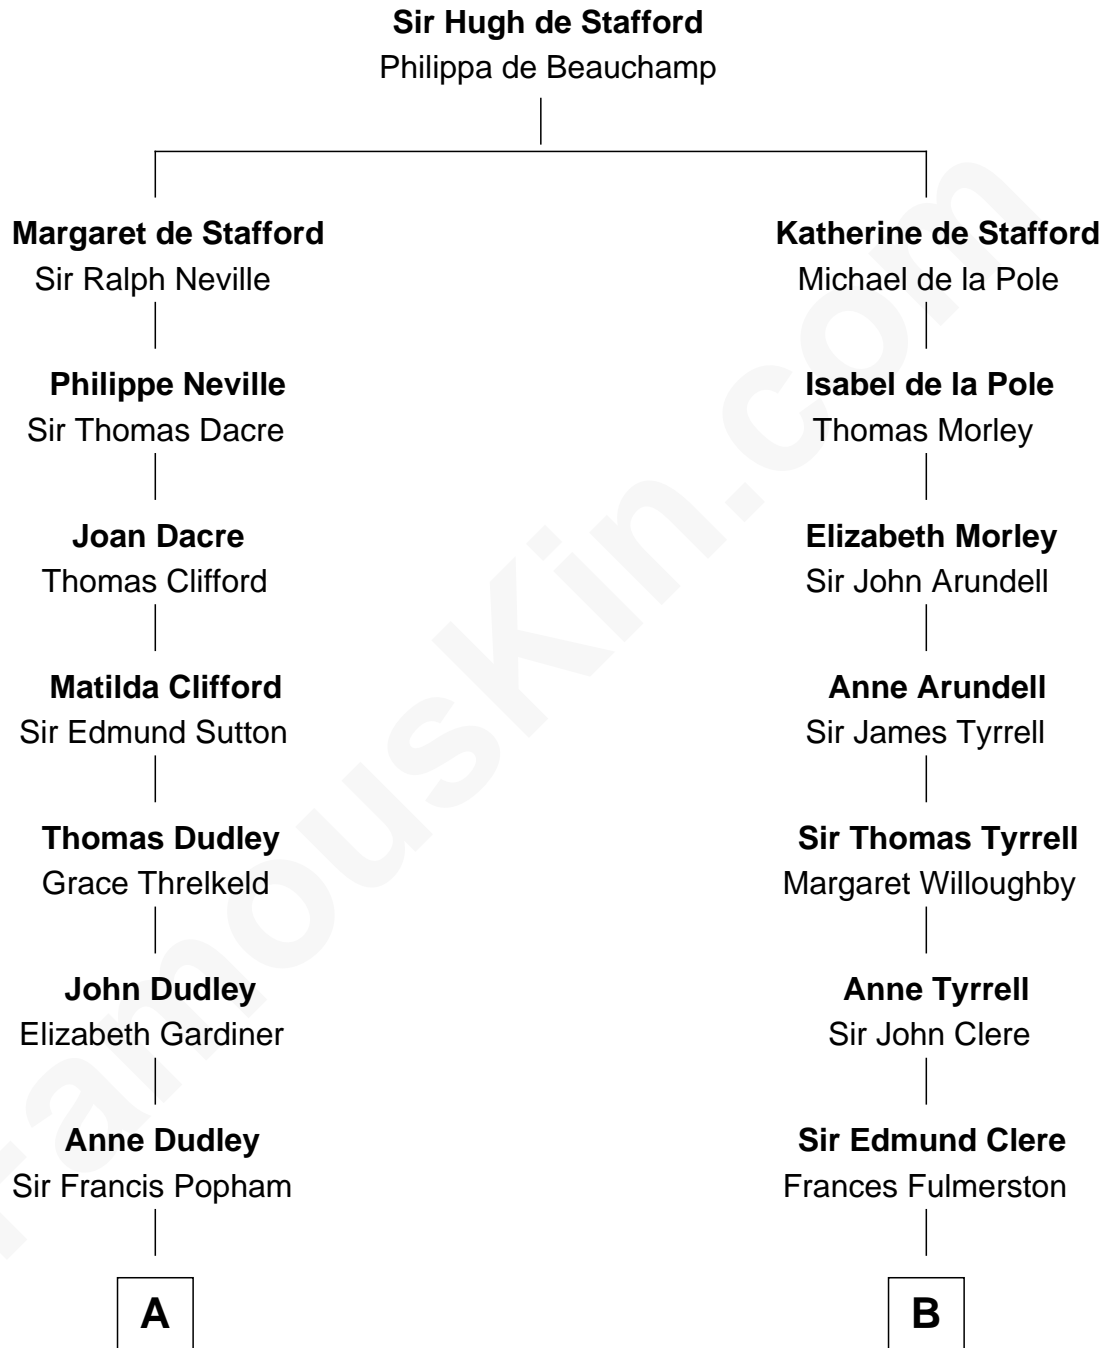 Sir Hugh de Stafford
Philippa de Beauchamp
Margaret de Stafford
Sir Ralph Neville
Katherine de Stafford
Michael de la Pole
Philippe Neville
Sir Thomas Dacre
Isabel de la Pole
Thomas Morley
Joan Dacre
Thomas Clifford
Elizabeth Morley
Sir John Arundell
Matilda Clifford
Sir Edmund Sutton
Anne Arundell
Sir James Tyrrell
Thomas Dudley
Grace Threlkeld
Sir Thomas Tyrrell
Margaret Willoughby
John Dudley
Elizabeth Gardiner
Anne Tyrrell
Sir John Clere
Anne Dudley
Sir Francis Popham
Sir Edmund Clere
Frances Fulmerston
A
B
FamousKin.com